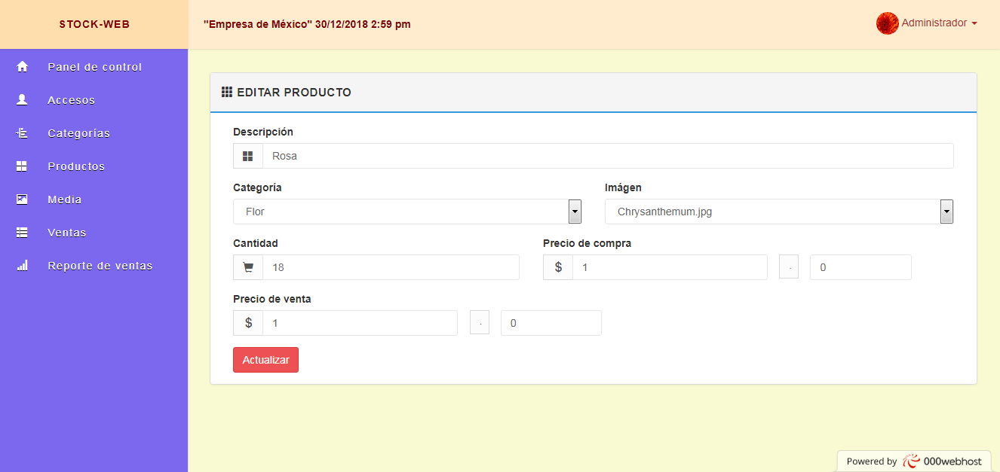 STOCK-WEB
"Empresa de México" 30/12/2018 2:59 pm
Administrador
Panel de control
Accesos
Categorías
Productos
Media
Ventas
Reporte de ventas
EDITAR PRODUCTO
Descripción
Rosa
Categoría
Imágen
Flor
Chrysanthemum.jpg
Cantidad
Precio de compra
18
$ 1 . 0
Precio de venta
$ 1 . 0
Actualizar
Powered by 000webhost